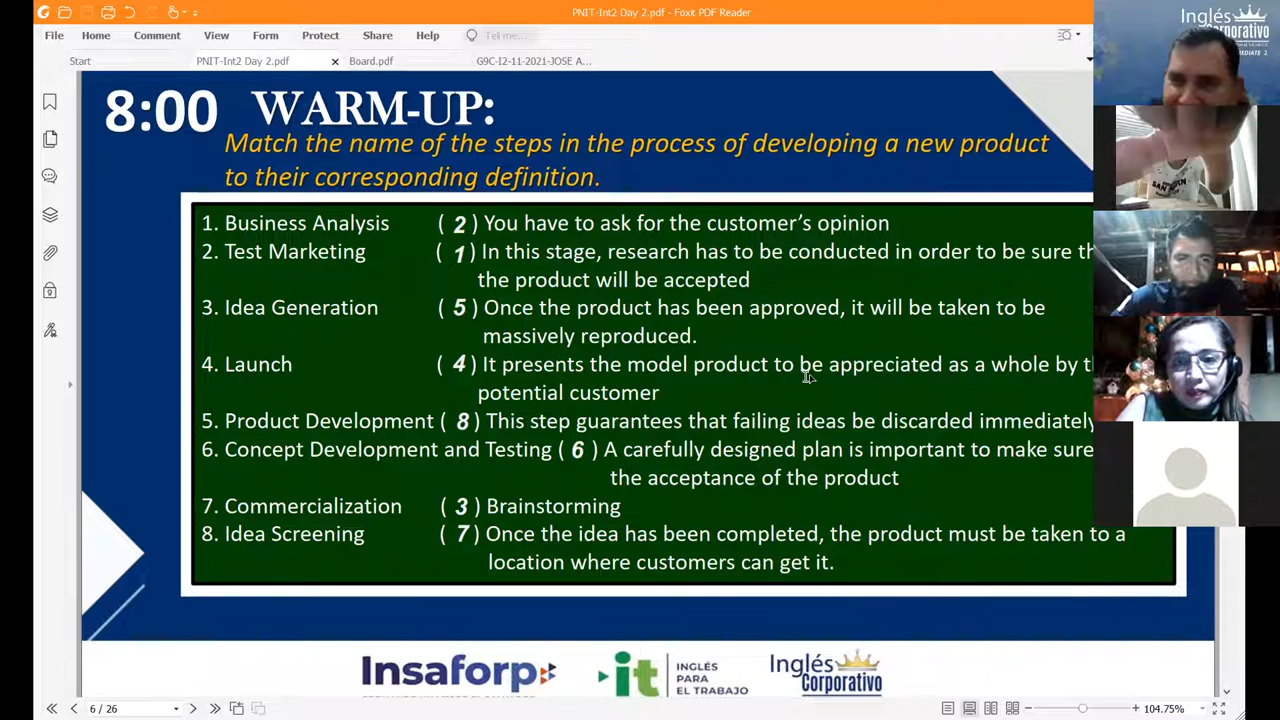 PNIT-Int2 Day 2.pdf - Foxit PDF Reader
File Home Comment View Form Protect Share Help Tell me...
Start PNIT-Int2 Day 2.pdf Board.pdf G9C-I2-11-2021-JOSE A...
Inglés
Corporativo
8:00 WARM-UP:
Match the name of the steps in the process of developing a new product
to their corresponding definition.
1. Business Analysis ( 2 ) You have to ask for the customer's opinion
2. Test Marketing ( 1 ) In this stage, research has to be conducted in order to be sure
the product will be accepted
3. Idea Generation ( 5 ) Once the product has been approved, it will be taken to be
massively reproduced.
4. Launch ( 4 ) It presents the model product to be appreciated as a whole by
potential customer
5. Product Development ( 8 ) This step guarantees that failing ideas be discarded immediately
6. Concept Development and Testing ( 6 ) A carefully designed plan is important to make sure
the acceptance of the product
7. Commercialization ( 3 ) Brainstorming
8. Idea Screening ( 7 ) Once the idea has been completed, the product must be taken to a
location where customers can get it.
Insaforp it INGLÉS PARA EL TRABAJO Inglés Corporativo
6 / 26 104.75%